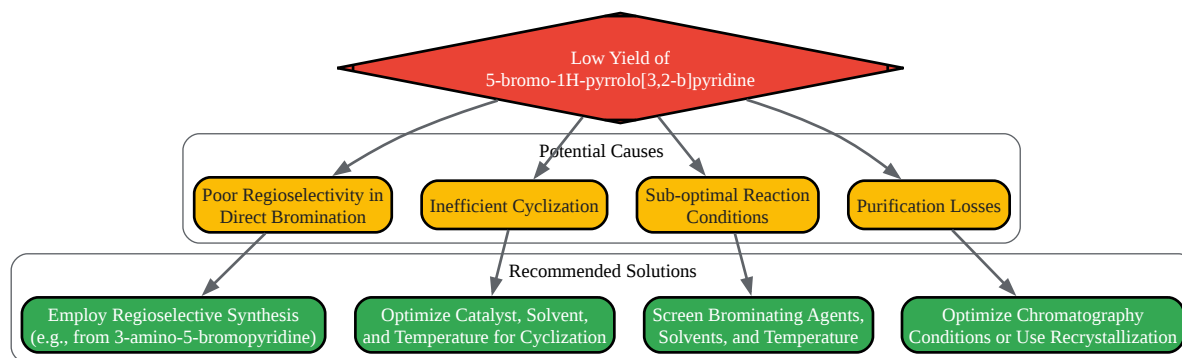 Low Yield of
5-bromo-1H-pyrrolo[3,2-b]pyridine
Potential Causes
Poor Regioselectivity in
Direct Bromination
Inefficient Cyclization
Sub-optimal Reaction
Conditions
Purification Losses
Recommended Solutions
Employ Regioselective Synthesis
(e.g., from 3-amino-5-bromopyridine)
Optimize Catalyst, Solvent,
and Temperature for Cyclization
Screen Brominating Agents,
Solvents, and Temperature
Optimize Chromatography
Conditions or Use Recrystallization